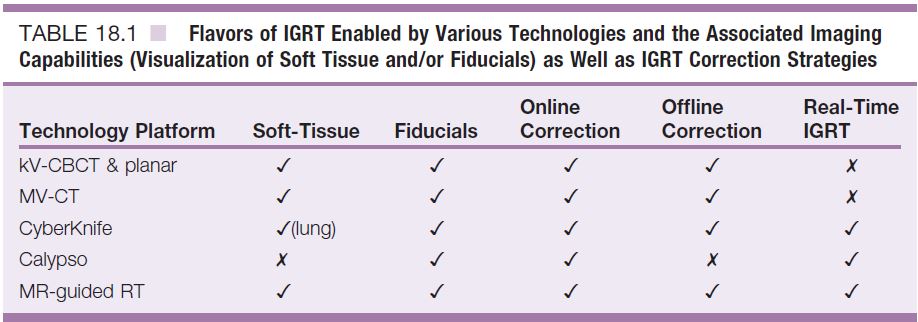 TABLE 18.1 Flavors of IGRT Enabled by Various Technologies and the Associated Imaging
Capabilities (Visualization of Soft Tissue and/or Fiducials) as Well as IGRT Correction Strategies
Technology Platform Soft-Tissue Fiducials Online Correction Offline Correction Real-Time IGRT
kV-CBCT & planar ✓ ✓ ✓ ✓ ✗
MV-CT ✓ ✓ ✓ ✓ ✗
CyberKnife ✓(lung) ✓ ✓ ✓ ✓
Calypso ✗ ✓ ✓ ✗ ✓
MR-guided RT ✓ ✓ ✓ ✓ ✓